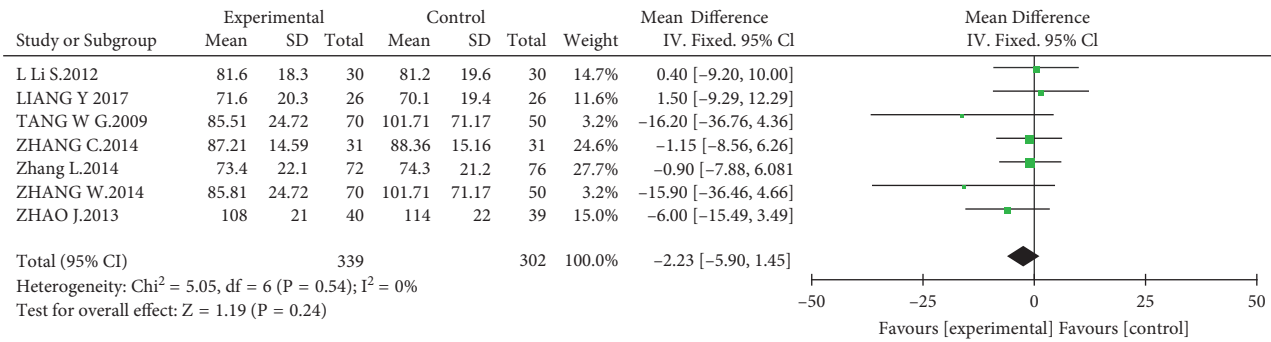 Experimental Control Mean Difference Mean Difference
Study or Subgroup Mean SD Total Mean SD Total Weight IV. Fixed. 95% Cl IV. Fixed. 95% Cl
L Li S.2012 81.6 18.3 30 81.2 19.6 30 14.7% 0.40 [–9.20, 10.00]
LIANG Y 2017 71.6 20.3 26 70.1 19.4 26 11.6% 1.50 [–9.29, 12.29]
TANG W G.2009 85.51 24.72 70 101.71 71.17 50 3.2% –16.20 [–36.76, 4.36]
ZHANG C.2014 87.21 14.59 31 88.36 15.16 31 24.6% –1.15 [–8.56, 6.26]
Zhang L.2014 73.4 22.1 72 74.3 21.2 76 27.7% –0.90 [–7.88, 6.081
ZHANG W.2014 85.81 24.72 70 101.71 71.17 50 3.2% –15.90 [–36.46, 4.66]
ZHAO J.2013 108 21 40 114 22 39 15.0% –6.00 [–15.49, 3.49]
Total (95% CI) 339 302 100.0% –2.23 [–5.90, 1.45]
Heterogeneity: Chi² = 5.05, df = 6 (P = 0.54); I² = 0%
Test for overall effect: Z = 1.19 (P = 0.24)
–50 –25 0 25 50
Favours [experimental] Favours [control]